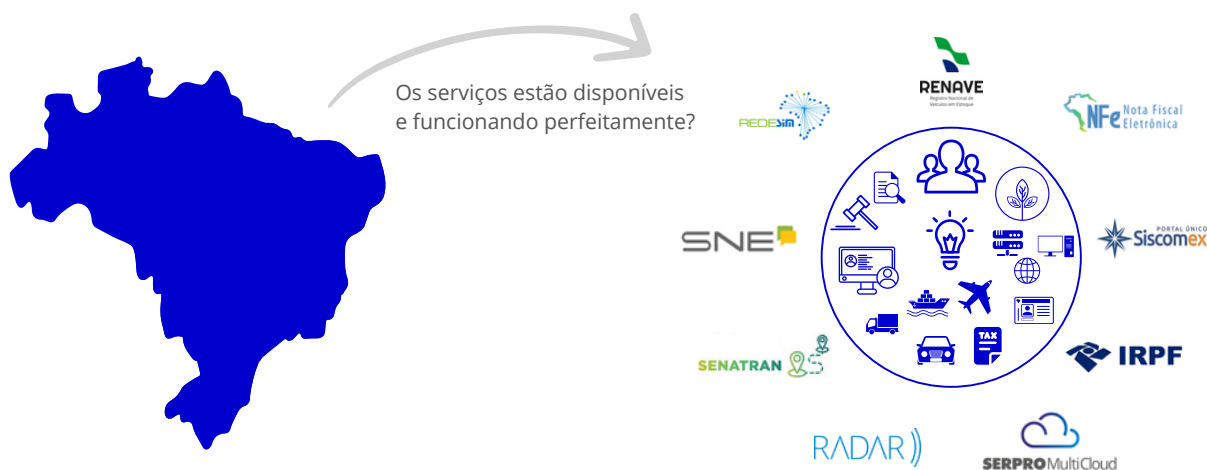 Os serviços estão disponíveis
e funcionando perfeitamente?
RENAVE
Registro Nacional de
Veículos em Estoque
REDESIM
NFe Nota Fiscal
Eletrônica
SNE
PORTAL ÚNICO
Siscomex
TAX
SENATRAN
IRPF
RADAR
SERPRO MultiCloud